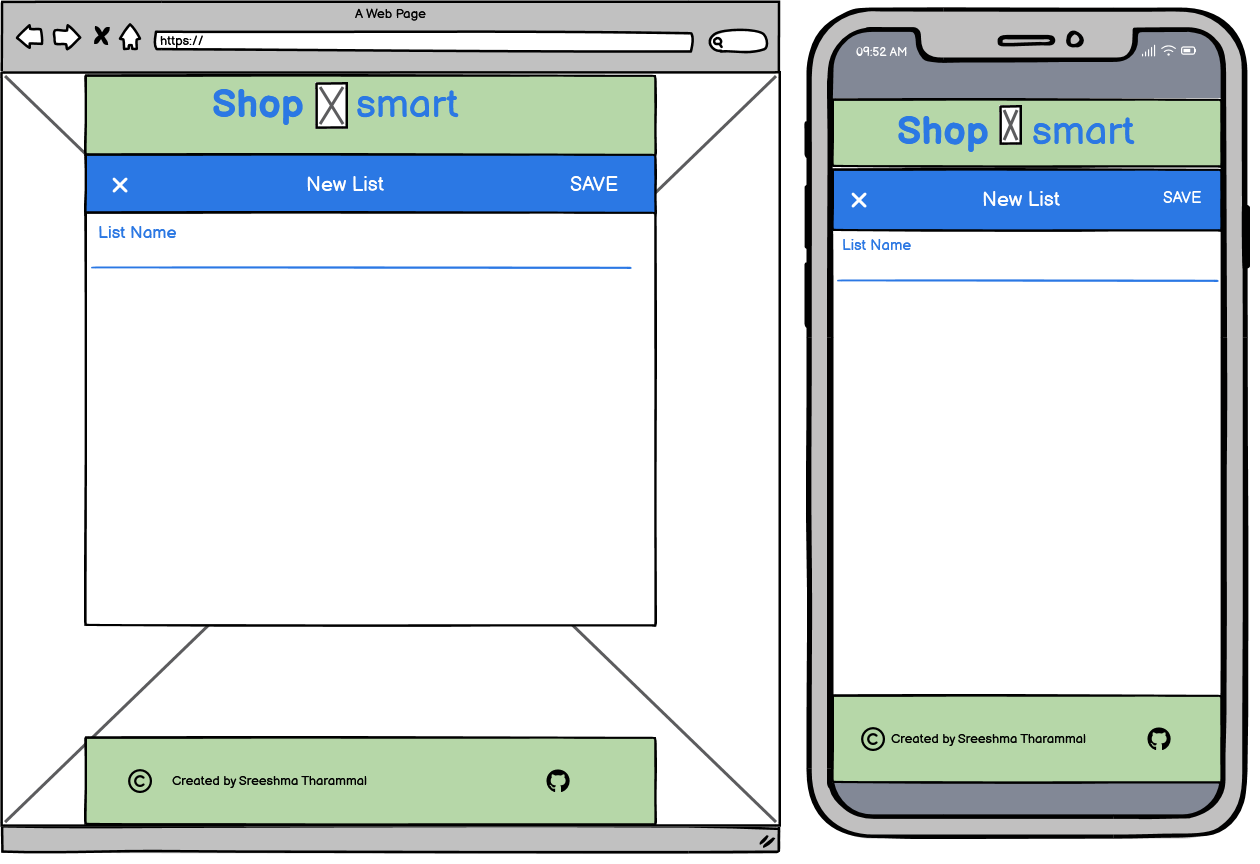 A Web Page
https://
Shop smart
New List SAVE
List Name
Created by Sreeshma Tharammal
09:52 AM
Shop smart
New List SAVE
List Name
© Created by Sreeshma Tharammal